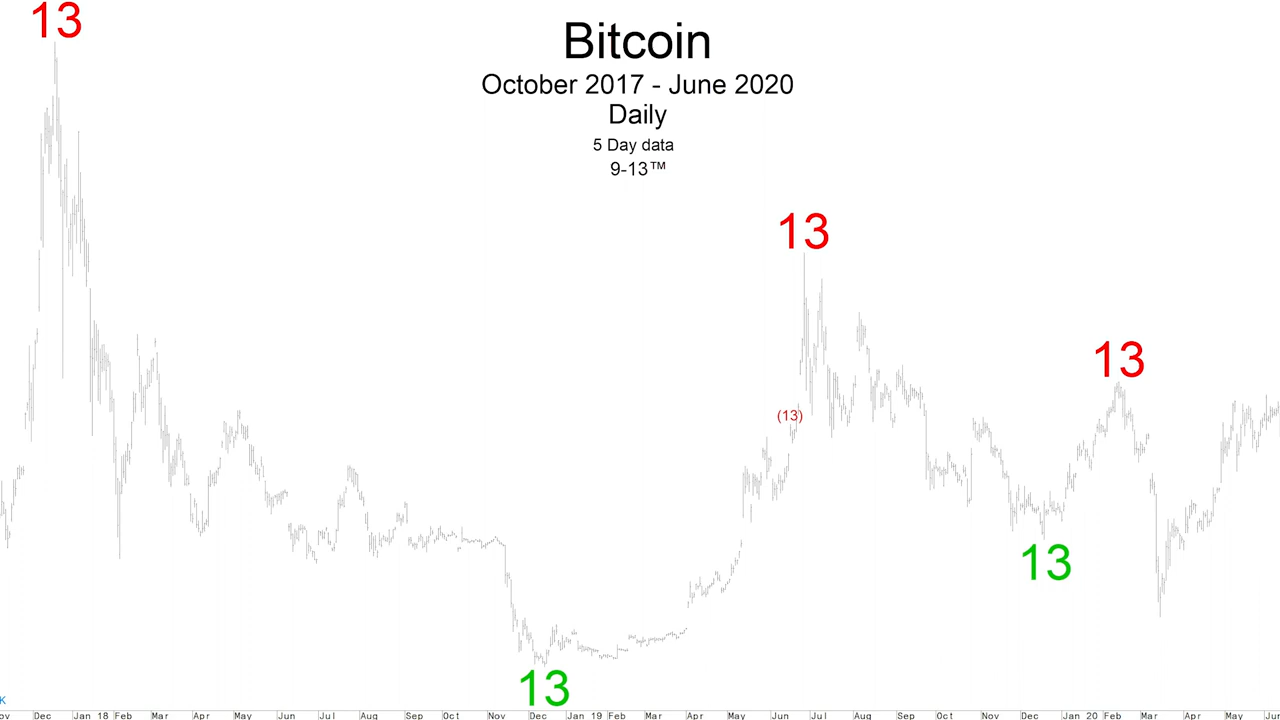 13
Bitcoin
October 2017 - June 2020
Daily
5 Day data
9-13™
13
13
(13)
13
13
K
ov Dec Jan 18 Feb Mar Apr May Jun Jul Aug Sep Oct Nov Dec Jan 19 Feb Mar Apr May Jun Jul Aug Sep Oct Nov Dec Jan 20 Feb Mar Apr May Ju